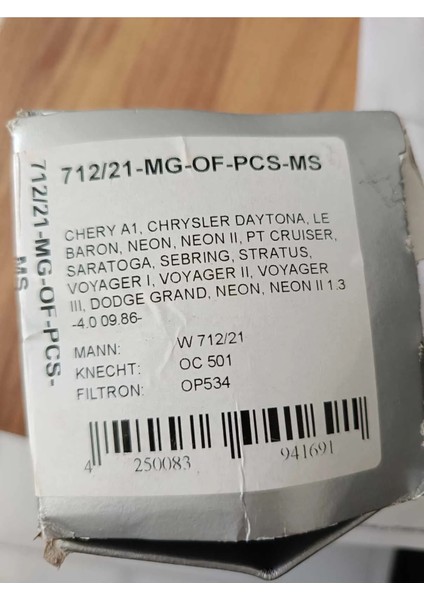 712/21-MG-OF-PCS-MS
CHERY A1, CHRYSLER DAYTONA, LE
BARON, NEON, NEON II, PT CRUISER,
SARATOGA, SEBRING, STRATUS,
VOYAGER I, VOYAGER II, VOYAGER
III, DODGE GRAND, NEON, NEON II 1.3
-4.0 09.86-
MANN: W 712/21
KNECHT: OC 501
FILTRON: OP534
4 250083 941691
712/21-MG-OF-PCS-
MS